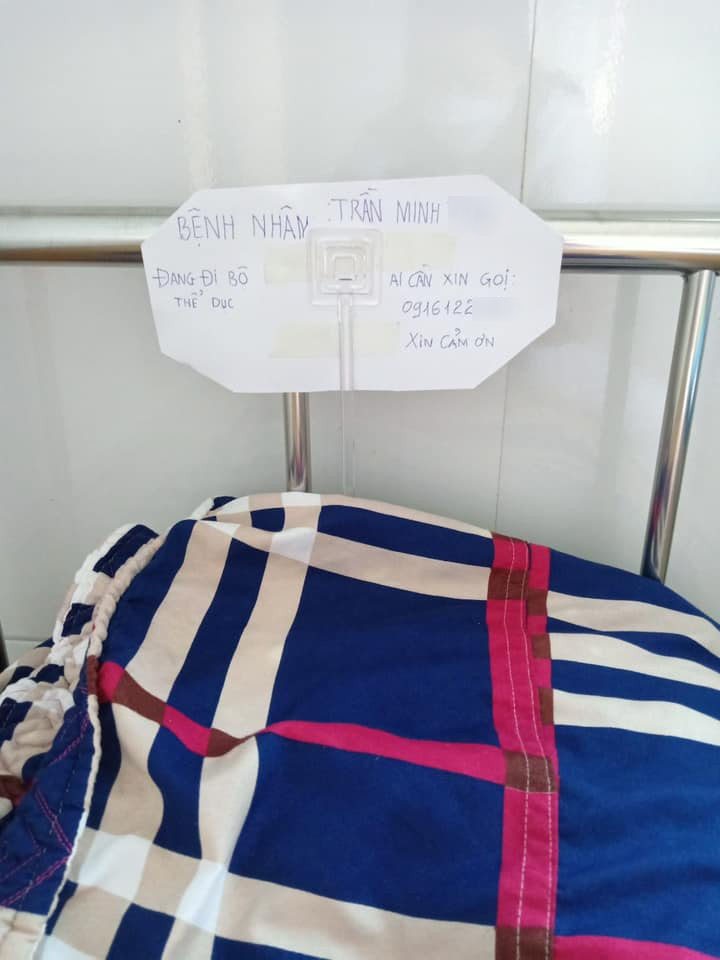 BỆNH NHÂN : TRẦN MINH
ĐANG ĐI BỘ
THỂ DỤC
AI CẦN XIN GỌI:
0916122
XIN CẢM ƠN